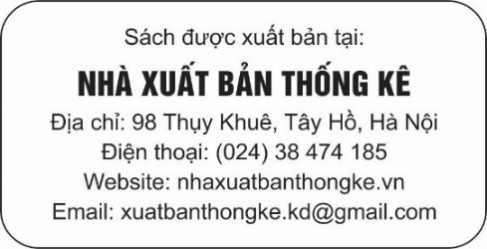 Sách được xuất bản tại:
NHÀ XUẤT BẢN THỐNG KÊ
Địa chỉ: 98 Thụy Khuê, Tây Hồ, Hà Nội
Điện thoại: (024) 38 474 185
Website: nhaxuatbanthongke.vn
Email: xuatbanthongke.kd@gmail.com